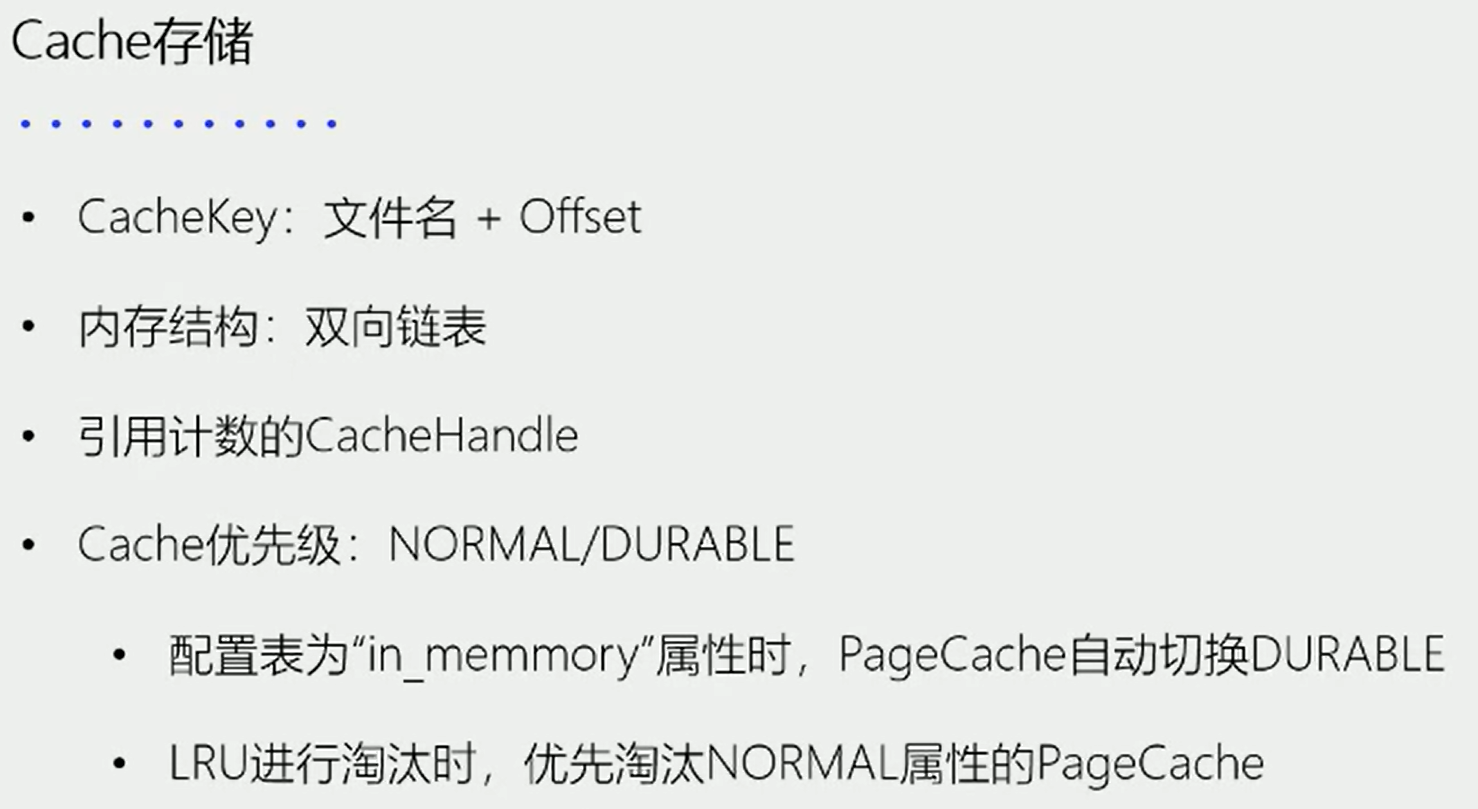 Cache存储
• CacheKey：文件名 + Offset
• 内存结构：双向链表
• 引用计数的CacheHandle
• Cache优先级：NORMAL/DURABLE
• 配置表为“in_memmory”属性时，PageCache自动切换DURABLE
• LRU进行淘汰时，优先淘汰NORMAL属性的PageCache